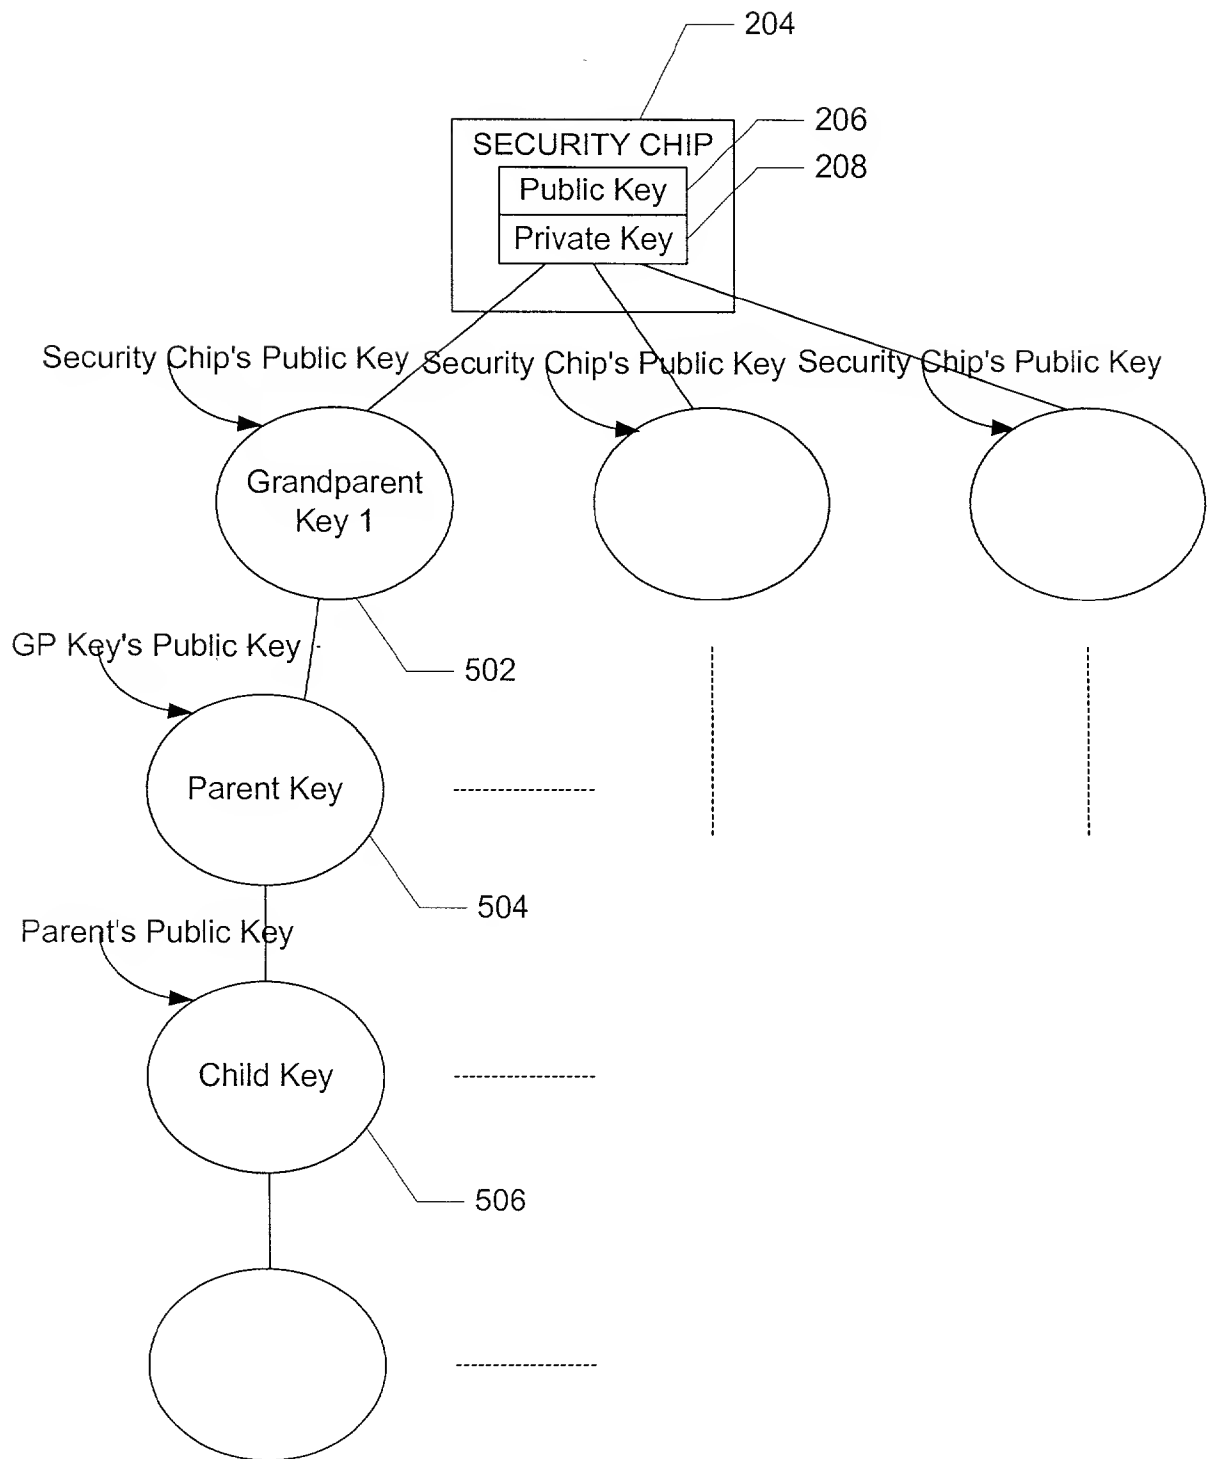 204
206
SECURITY CHIP
208
Public Key
Private Key
Security Chip's Public Key
Security Chip's Public Key
Security Chip's Public Key
Grandparent
Key 1
GP Key's Public Key
502
Parent Key
504
Parent's Public Key
Child Key
506